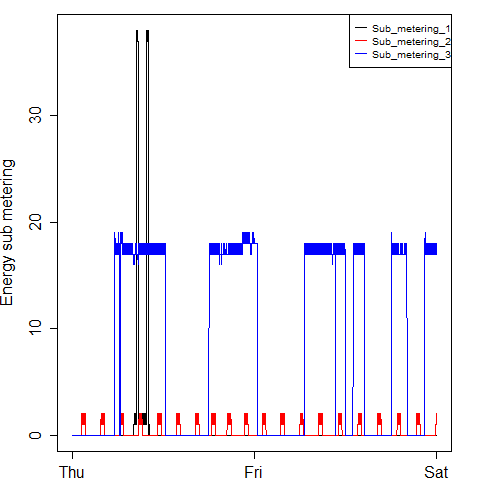 Sub_metering_1
Sub_metering_2
Sub_metering_3
Energy sub metering
30
20
10
0
Thu Fri Sat